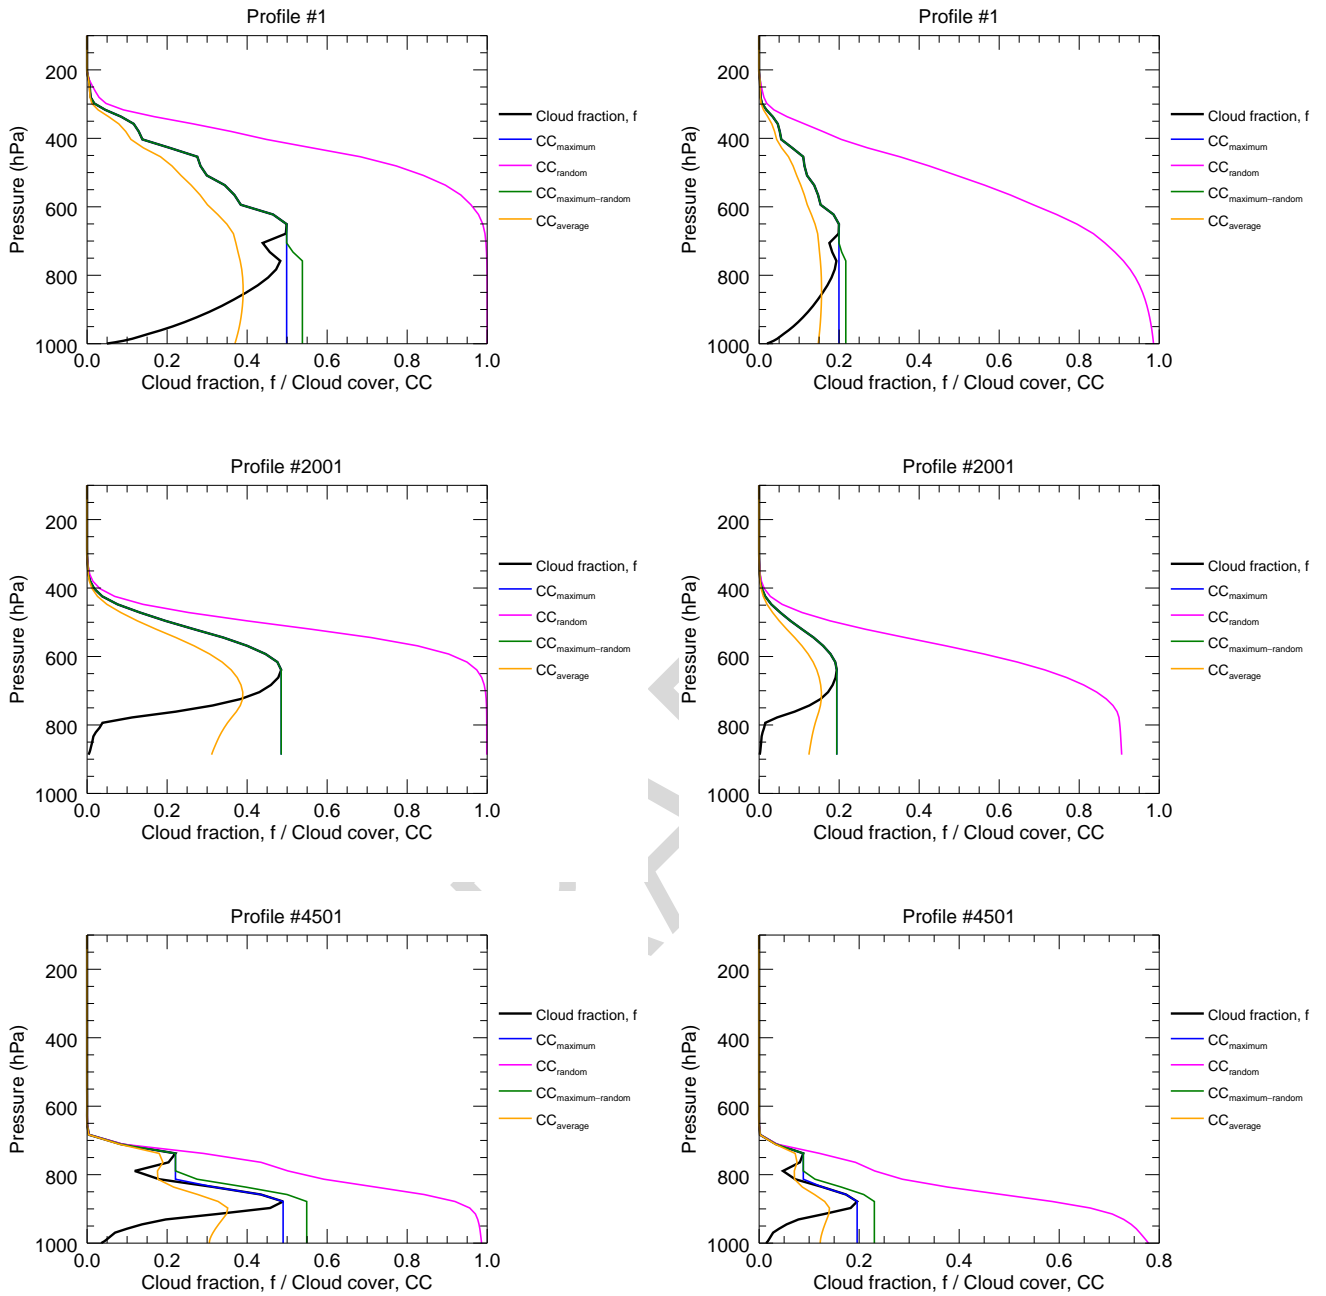 Profile #1
200
400
600
800
1000
Pressure (hPa)
0.0 0.2 0.4 0.6 0.8 1.0
Cloud fraction, f / Cloud cover, CC
Cloud fraction, f
CCmaximum
CCrandom
CCmaximum−random
CCaverage
Profile #1
200
400
600
800
1000
Pressure (hPa)
0.0 0.2 0.4 0.6 0.8 1.0
Cloud fraction, f / Cloud cover, CC
Cloud fraction, f
CCmaximum
CCrandom
CCmaximum−random
CCaverage
Profile #2001
200
400
600
800
1000
Pressure (hPa)
0.0 0.2 0.4 0.6 0.8 1.0
Cloud fraction, f / Cloud cover, CC
Cloud fraction, f
CCmaximum
CCrandom
CCmaximum−random
CCaverage
Profile #2001
200
400
600
800
1000
Pressure (hPa)
0.0 0.2 0.4 0.6 0.8 1.0
Cloud fraction, f / Cloud cover, CC
Cloud fraction, f
CCmaximum
CCrandom
CCmaximum−random
CCaverage
Profile #4501
200
400
600
800
1000
Pressure (hPa)
0.0 0.2 0.4 0.6 0.8 1.0
Cloud fraction, f / Cloud cover, CC
Cloud fraction, f
CCmaximum
CCrandom
CCmaximum−random
CCaverage
Profile #4501
200
400
600
800
1000
Pressure (hPa)
0.0 0.2 0.4 0.6 0.8
Cloud fraction, f / Cloud cover, CC
Cloud fraction, f
CCmaximum
CCrandom
CCmaximum−random
CCaverage